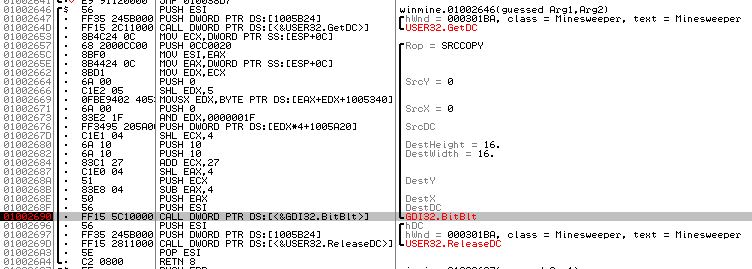 E9 91120000 JMP 010038D7
01002646 $ 56 PUSH ESI winmine.01002646(guessed Arg1,Arg2)
01002647 . FF35 245B000 PUSH DWORD PTR DS:[1005B24] hWnd = 000301BA, class = Minesweeper, text = Minesweeper
0100264D . FF15 2C11000 CALL DWORD PTR DS:[<&USER32.GetDC>] USER32.GetDC
01002653 . 8B4C24 0C MOV ECX,DWORD PTR SS:[ESP+0C]
01002657 . 68 2000CC00 PUSH 0CC0020 Rop = SRCCOPY
0100265C . 8BF0 MOV ESI,EAX
0100265E . 8B4424 0C MOV EAX,DWORD PTR SS:[ESP+0C]
01002662 . 8BD1 MOV EDX,ECX
01002664 . 6A 00 PUSH 0 SrcY = 0
01002666 . C1E2 05 SHL EDX,5
01002669 . 0FBE9402 405 MOVSX EDX,BYTE PTR DS:[EAX+EDX+1005340]
01002671 . 6A 00 PUSH 0 SrcX = 0
01002673 . 83E2 1F AND EDX,0000001F
01002676 . FF3495 205A0 PUSH DWORD PTR DS:[EDX*4+1005A20] SrcDC
0100267D . C1E1 04 SHL ECX,4
01002680 . 6A 10 PUSH 10 DestHeight = 16.
01002682 . 6A 10 PUSH 10 DestWidth = 16.
01002684 . 83C1 27 ADD ECX,27
01002687 . C1E0 04 SHL EAX,4
0100268A . 51 PUSH ECX DestY
0100268B . 83E8 04 SUB EAX,4
0100268E . 50 PUSH EAX DestX
0100268F . 56 PUSH ESI DestDC
01002690 . FF15 5C10000 CALL DWORD PTR DS:[<&GDI32.BitBlt>] GDI32.BitBlt
01002696 . 56 PUSH ESI hDC
01002697 . FF35 245B000 PUSH DWORD PTR DS:[1005B24] hWnd = 000301BA, class = Minesweeper, text = Minesweeper
0100269D . FF15 2811000 CALL DWORD PTR DS:[<&USER32.ReleaseDC>] USER32.ReleaseDC
010026A3 . 5E POP ESI
010026A4 . C2 0800 RETN 8